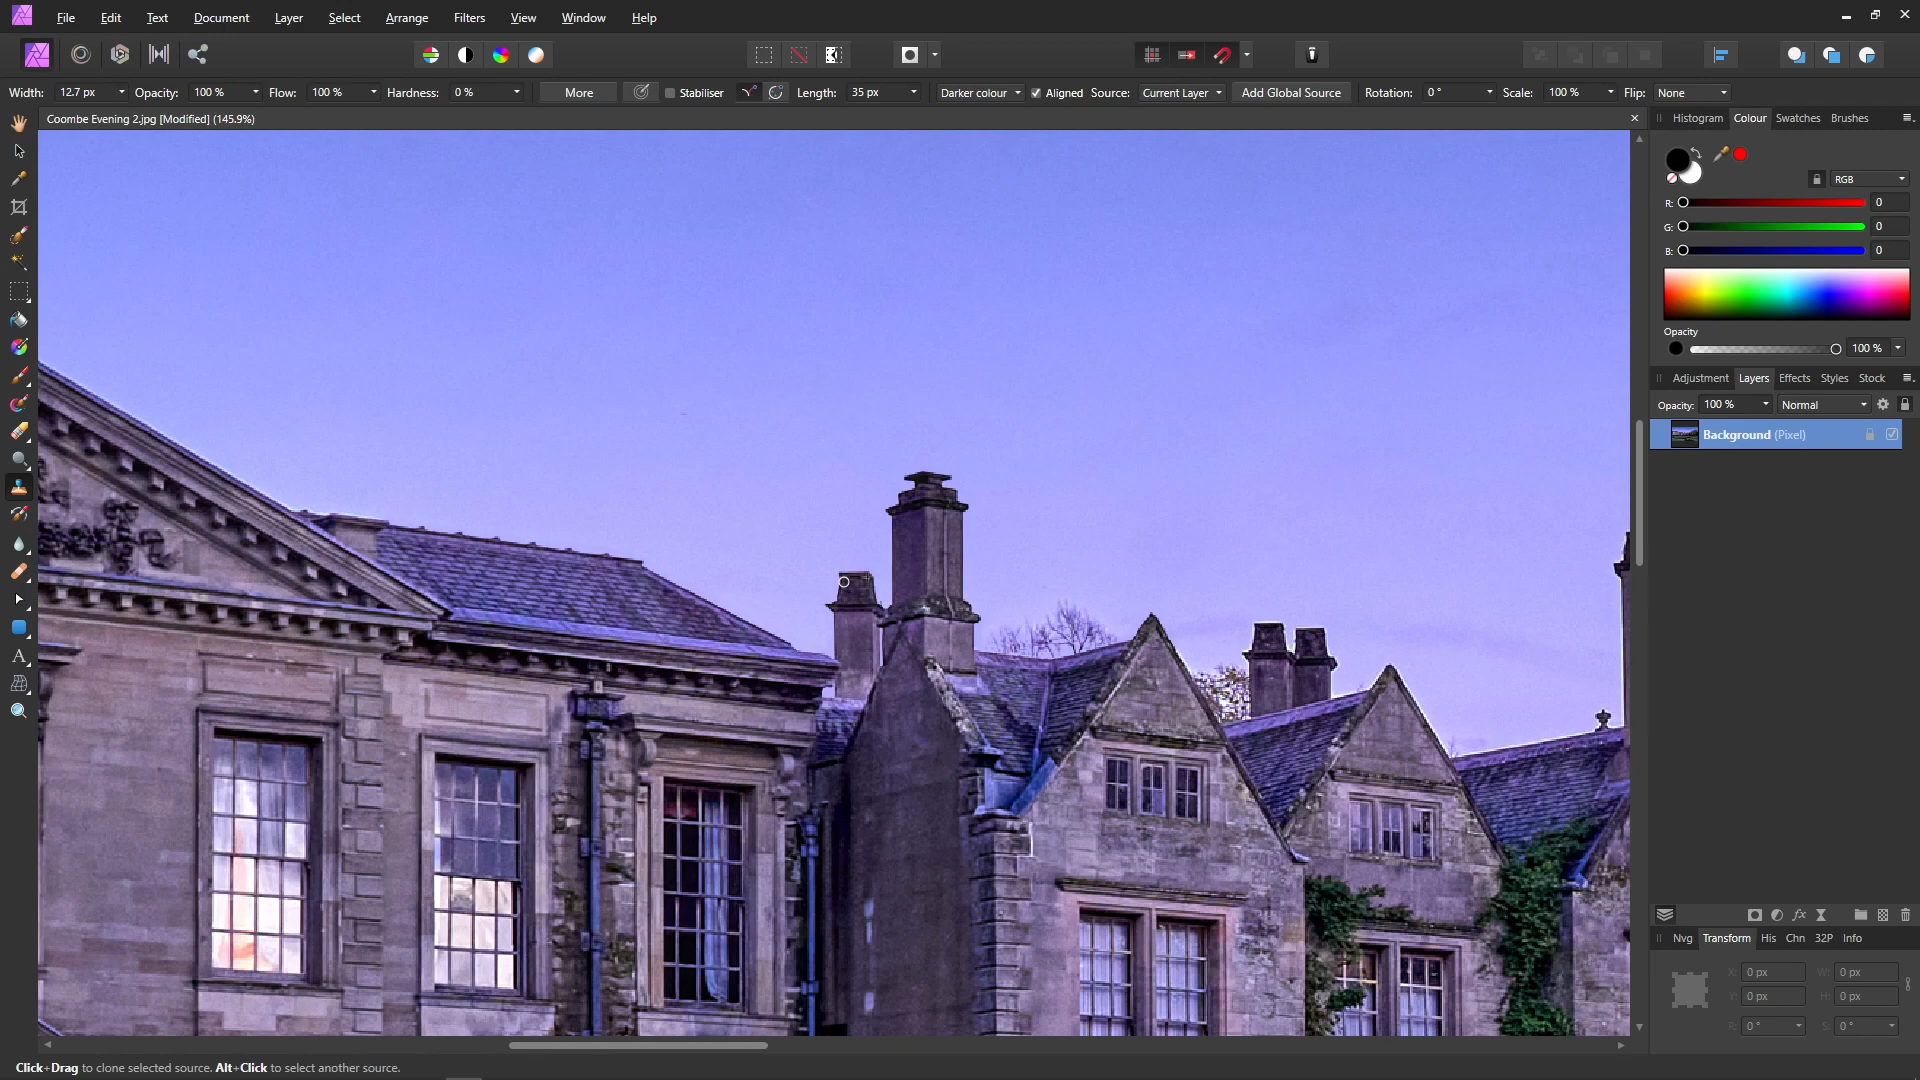 File Edit Text Document Layer Select Arrange Filters View Window Help
Width: 12.7 px Opacity: 100 % Flow: 100 % Hardness: 0 % More Stabiliser Length: 35 px Darker colour Aligned Source: Current Layer Add Global Source Rotation: 0 ° Scale: 100 % Flip: None
Coombe Evening 2.jpg [Modified] (145.9%)
Histogram Colour Swatches Brushes
RGB
R: 0
G: 0
B: 0
Opacity
100 %
Adjustment Layers Effects Styles Stock
Opacity: 100 % Normal
Background (Pixel)
Nvg Transform His Chn 32P Info
X: 0 px W: 0 px
Y: 0 px H: 0 px
R: 0 ° S: 0 °
Click+Drag to clone selected source. Alt+Click to select another source.